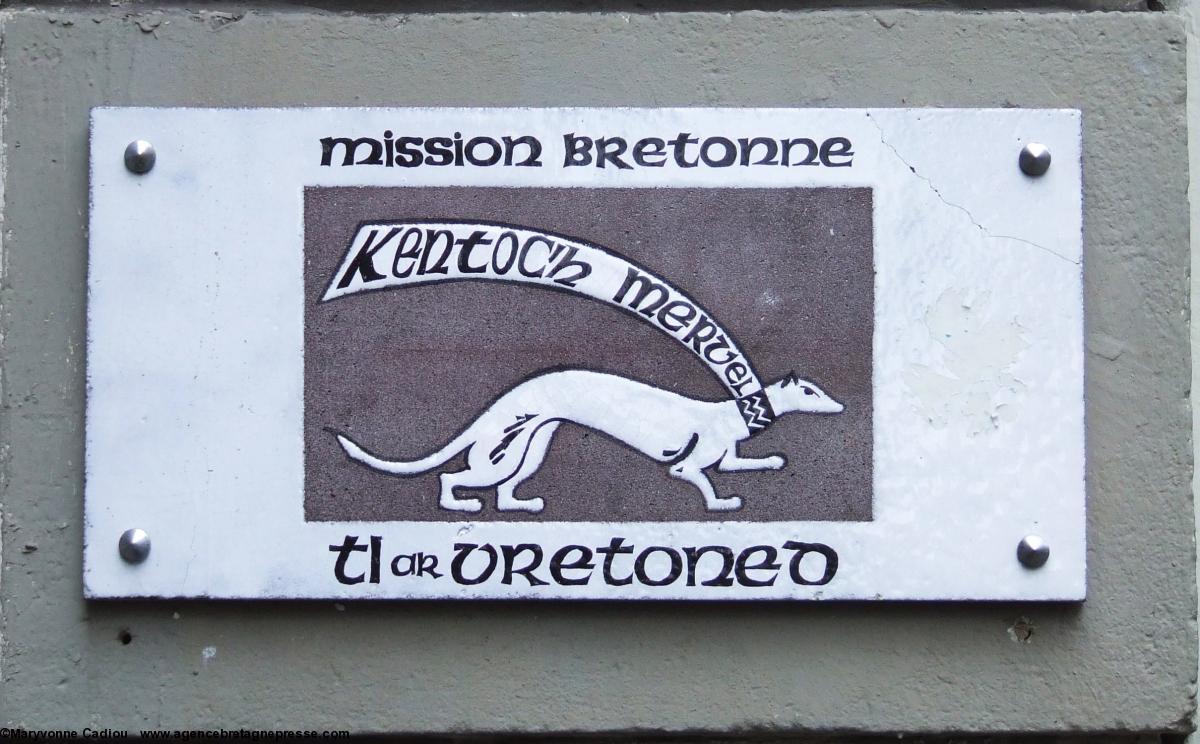 mission Bretonne
Kentoc'h mervel
ti ar vretoned
©Maryvonne Cadiou www.agencebretagnepresse.com